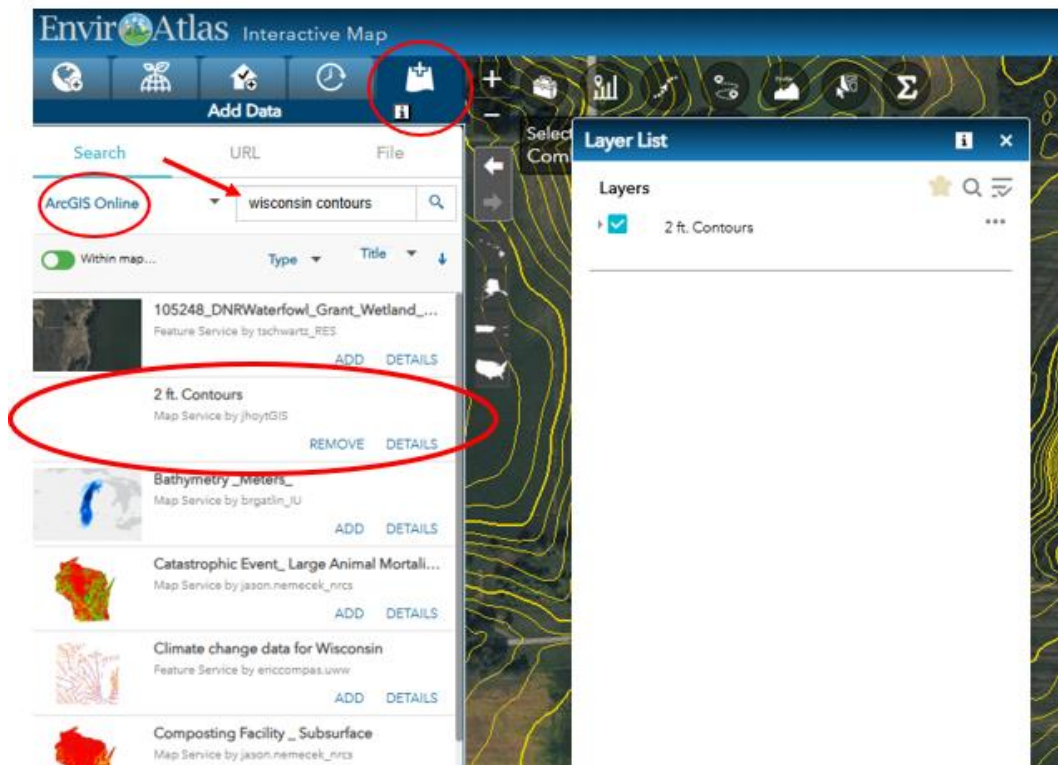 EnviroAtlas Interactive Map
Add Data
i
Search URL File
ArcGIS Online
wisconsin contours
Within map...
Type
Title
105248_DNRWaterfowl_Grant_Wetland_...
Feature Service by tschwartz_RES
ADD DETAILS
2 ft. Contours
Map Service by jhoytGIS
REMOVE DETAILS
Bathymetry _Meters_
Map Service by brgatlin_IU
ADD DETAILS
Catastrophic Event_ Large Animal Mortali...
Map Service by jason.nemecek_nrcs
ADD DETAILS
Climate change data for Wisconsin
Feature Service by ericcompas.uww
ADD DETAILS
Composting Facility _ Subsurface
Map Service by jason.nemecek_nrcs
+
Σ
−
Select
Com
Layer List
i ×
Layers
2 ft. Contours
...